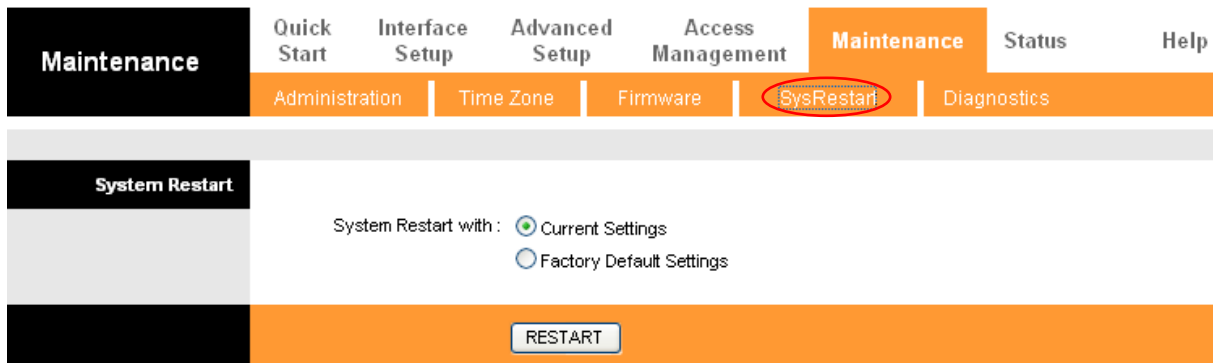 Maintenance
Quick Start
Interface Setup
Advanced Setup
Access Management
Maintenance
Status
Help
Administration
Time Zone
Firmware
SysRestart
Diagnostics
System Restart
System Restart with :
Current Settings
Factory Default Settings
RESTART